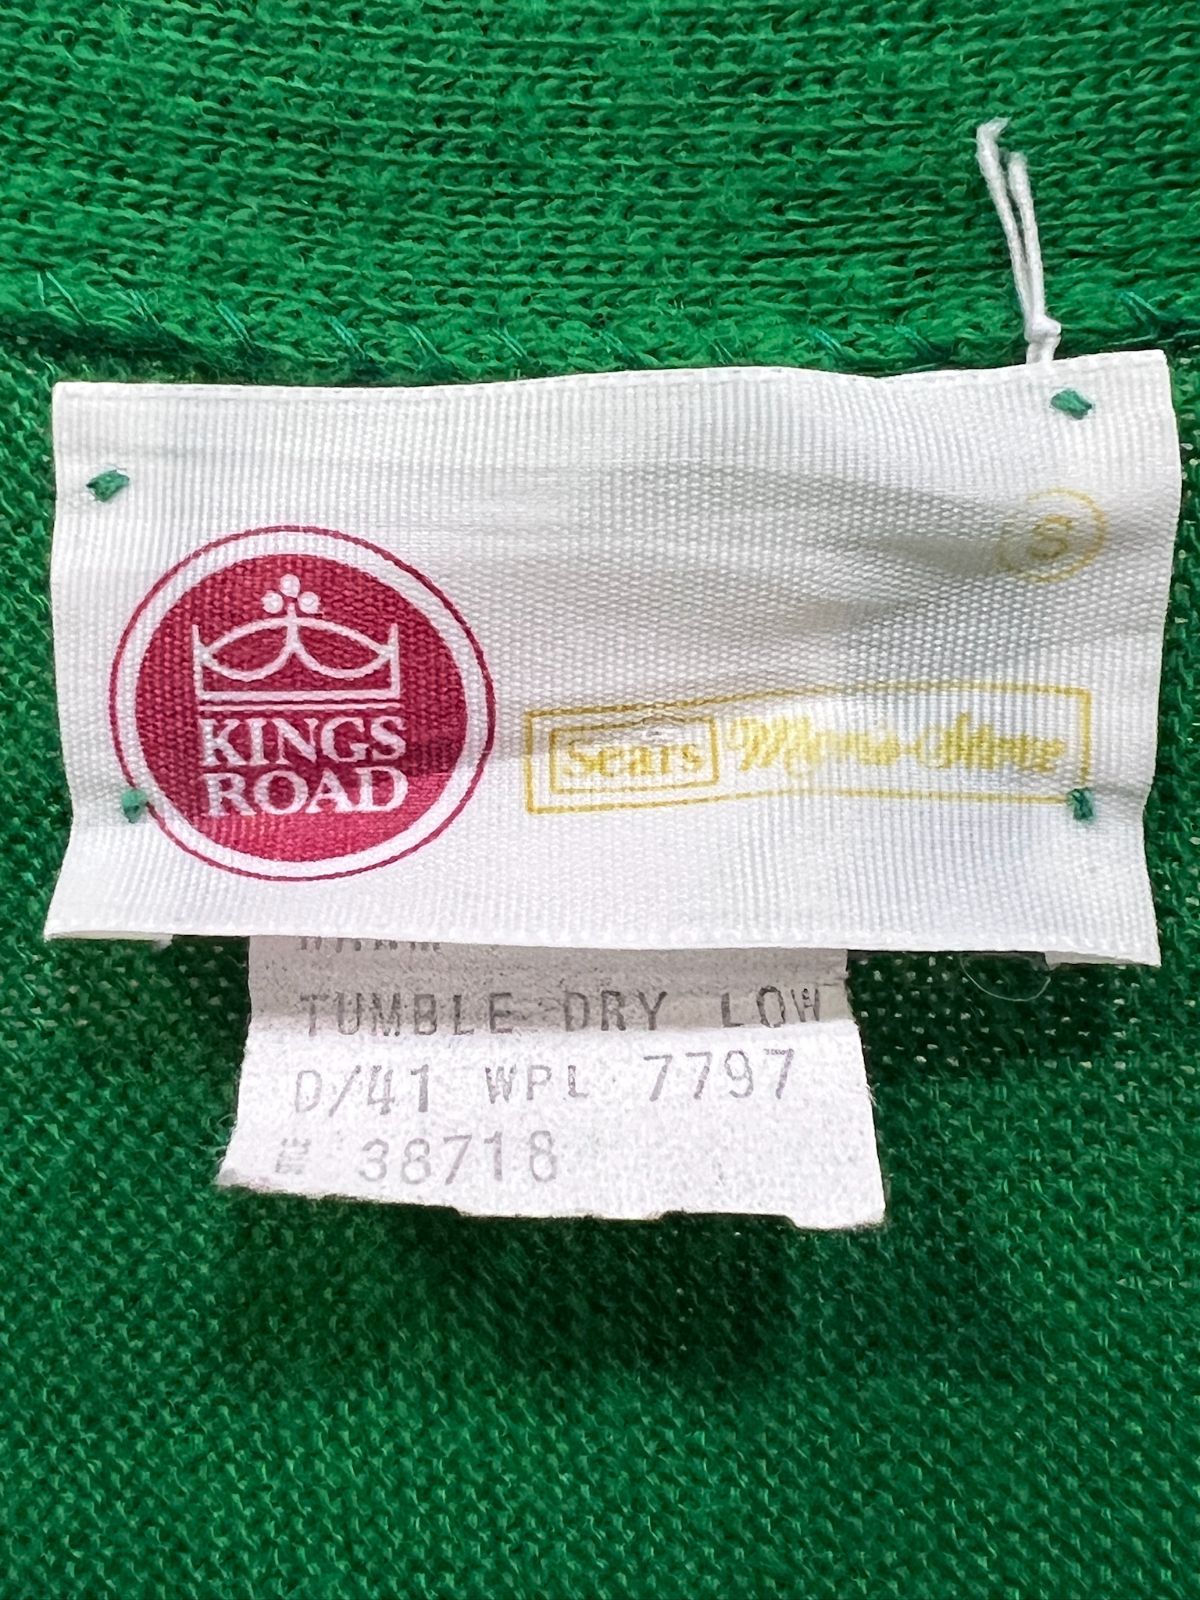 S
KINGS
ROAD
Sears Men's Store
TUMBLE DRY LOW
D/41 WPL 7797
38718